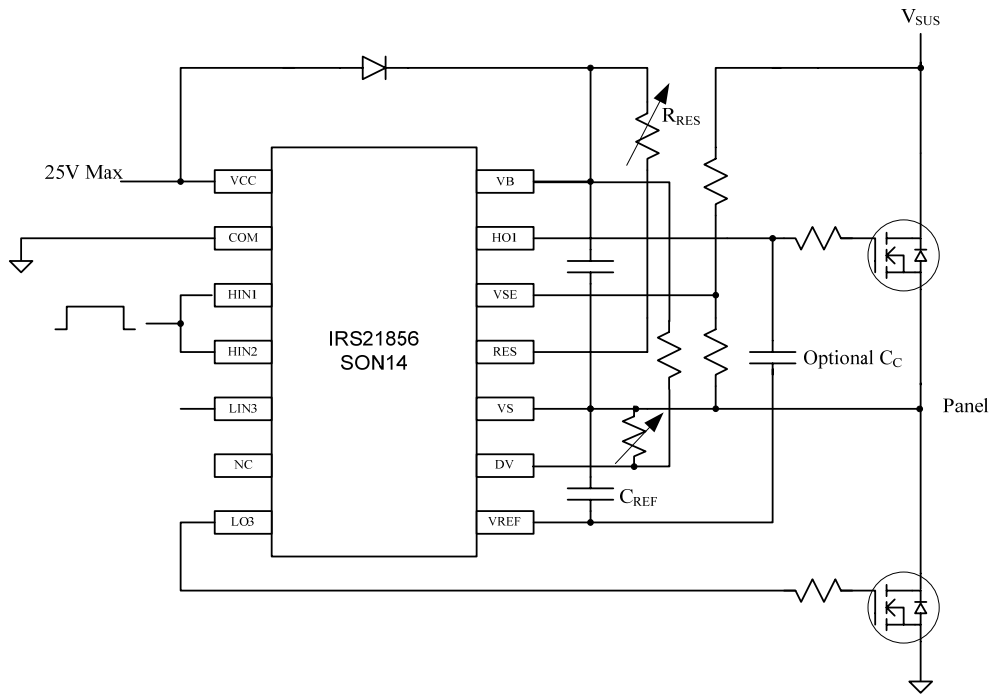 VSUS
RRES
25V Max
VCC
VB
COM
HO1
HIN1
VSE
IRS21856
SON14
HIN2
RES
Optional CC
LIN3
VS
Panel
NC
DV
CREF
LO3
VREF